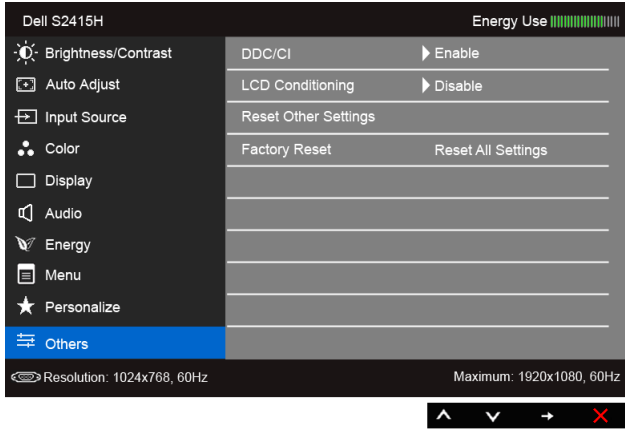 Dell S2415H Energy Use
Brightness/Contrast DDC/CI Enable
Auto Adjust LCD Conditioning Disable
Input Source Reset Other Settings
Color Factory Reset Reset All Settings
Display
Audio
Energy
Menu
Personalize
Others
Resolution: 1024x768, 60Hz Maximum: 1920x1080, 60Hz